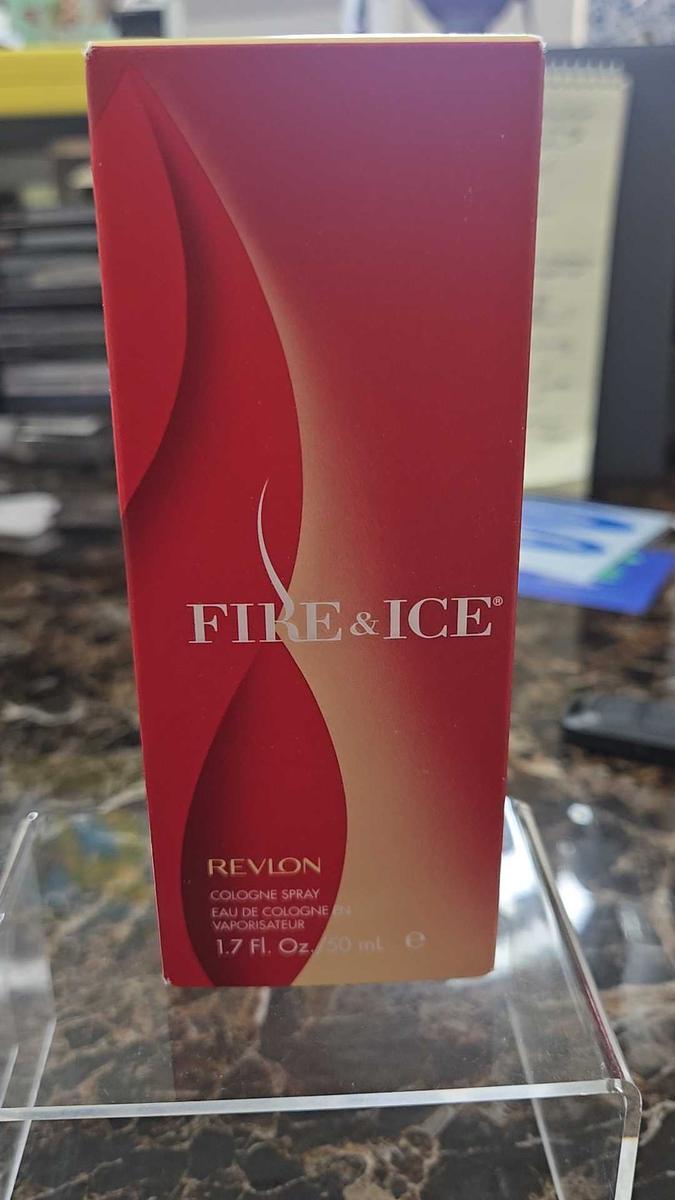 FIRE & ICE®
REVLON
COLOGNE SPRAY
EAU DE COLOGNE EN
VAPORISATEUR
1.7 Fl. Oz. 50 ml ℮